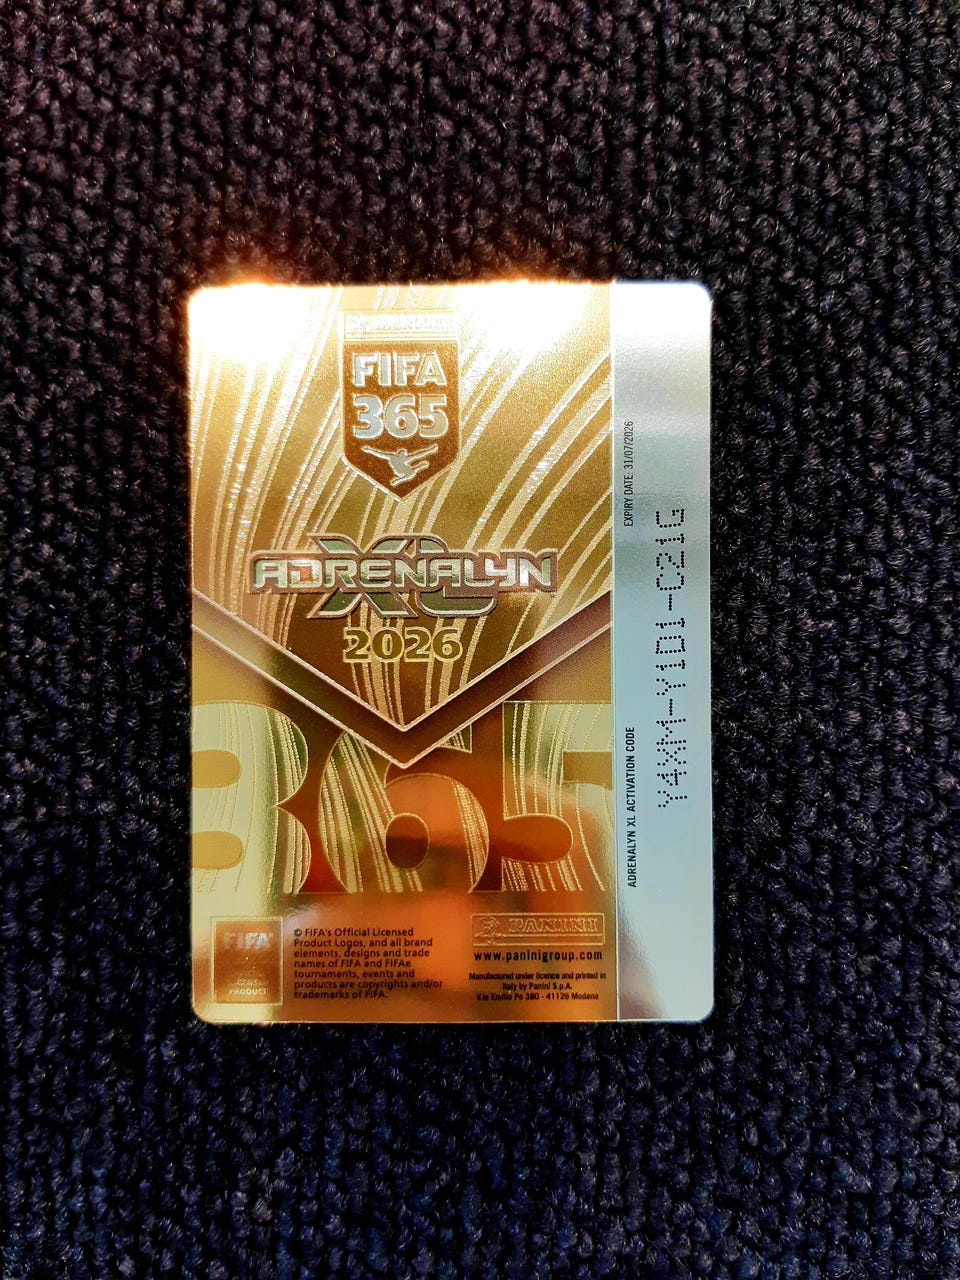 FIFA
365
ADRENALYN
XL
2026
365
FIFA
PRODUCT
© FIFA's Official Licensed
Product Logos, and all brand
elements, designs and trade
names of FIFA and FIFAe
tournaments, events and
products are copyrights and/or
trademarks of FIFA.
PANINI
www.paninigroup.com
Manufactured under licence and printed in
Italy by Panini S.p.A.
V.le Emilio Po 380 - 41126 Modena
ADRENALYN XL ACTIVATION CODE
EXPIRY DATE: 31/07/2026
Y4XM-Y1D1-C21G